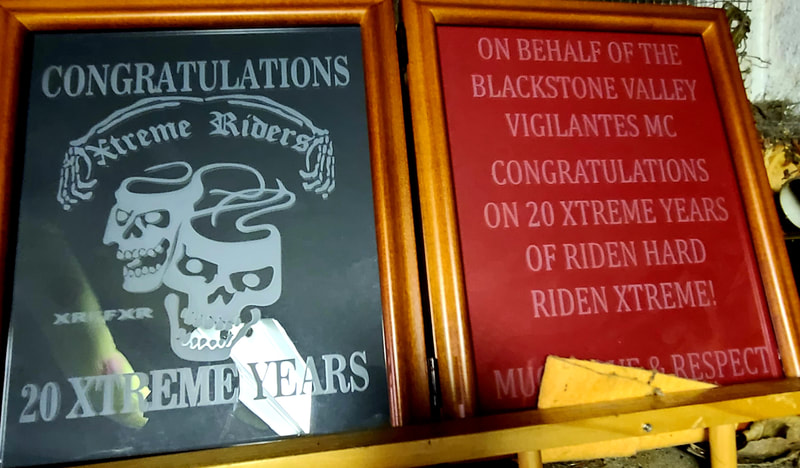 CONGRATULATIONS
Xtreme Riders
XRFFXR
20 XTREME YEARS
ON BEHALF OF THE
BLACKSTONE VALLEY
VIGILANTES MC
CONGRATULATIONS
ON 20 XTREME YEARS
OF RIDEN HARD
RIDEN XTREME!
& RESPECT